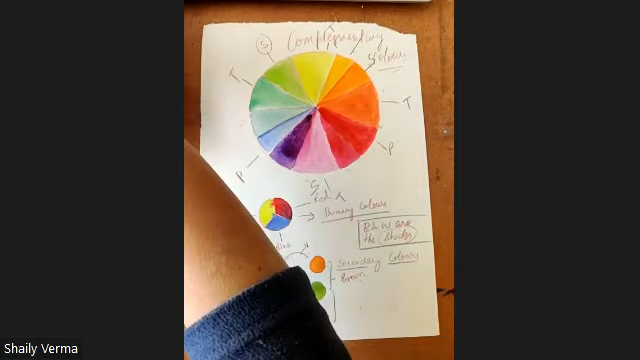 Complementary
Colours
S
T
T
P
P
S
Red
Primary Colours
B & W are
the Shades
Secondary Colours
Brown
Shaily Verma